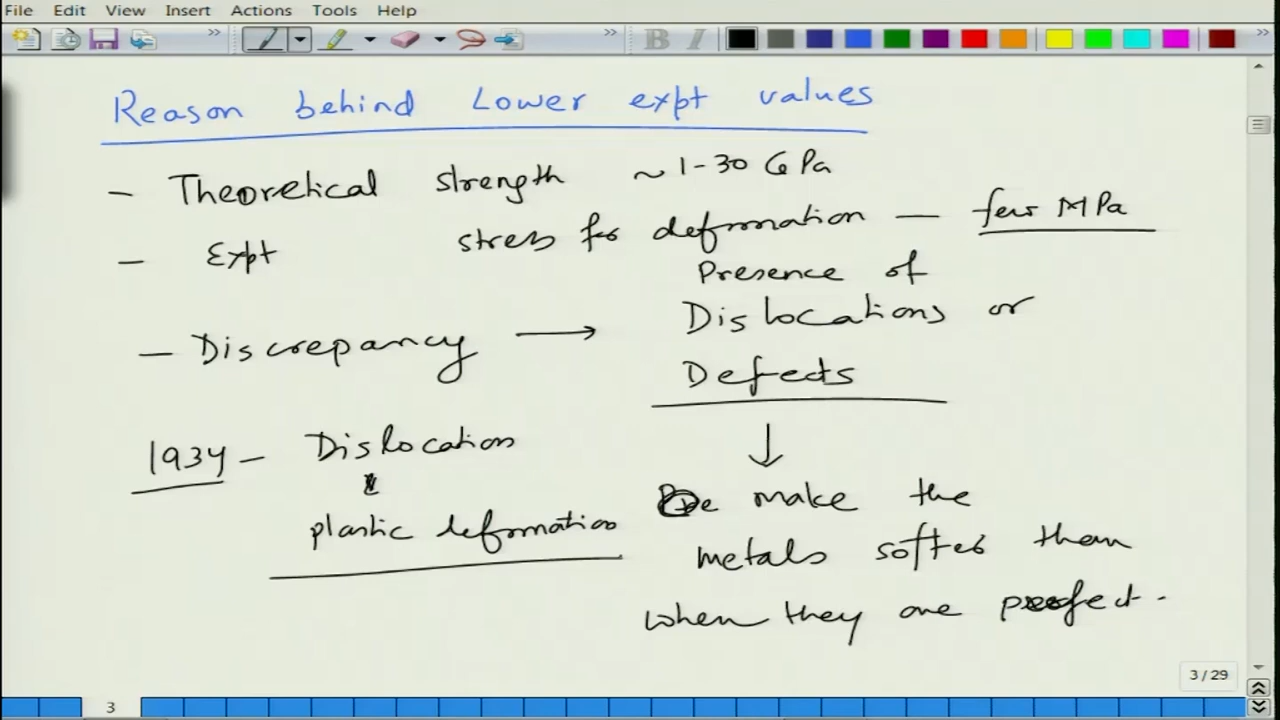 File Edit View Insert Actions Tools Help
B I
Reason behind Lower expt values
- Theoretical strength ~ 1-30 GPa
- Expt stress for deformation - few MPa
- Discrepancy → Presence of
Dislocations or
Defects
↓
make the
metals softer than
when they are perfect.
1934 - Dislocation
&
plastic deformation
3/29
3